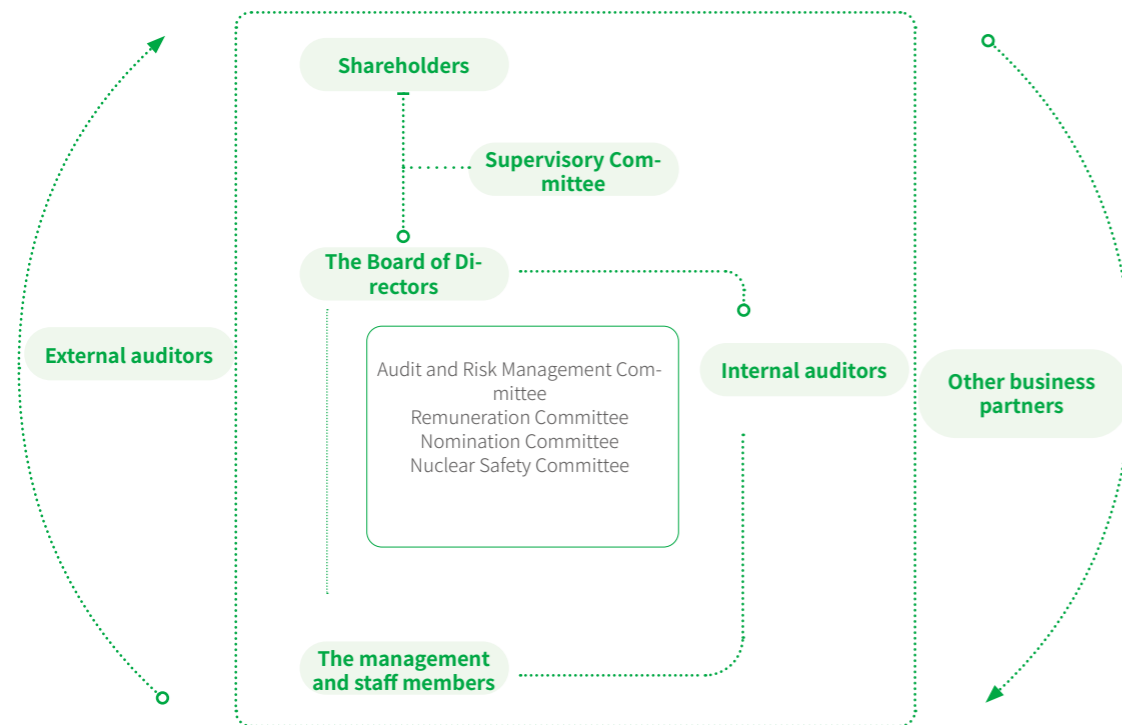 Shareholders
Supervisory Com-
mittee
The Board of Di-
rectors
External auditors
Audit and Risk Management Com-
mittee
Remuneration Committee
Nomination Committee
Nuclear Safety Committee
Internal auditors
Other business
partners
The management
and staff members